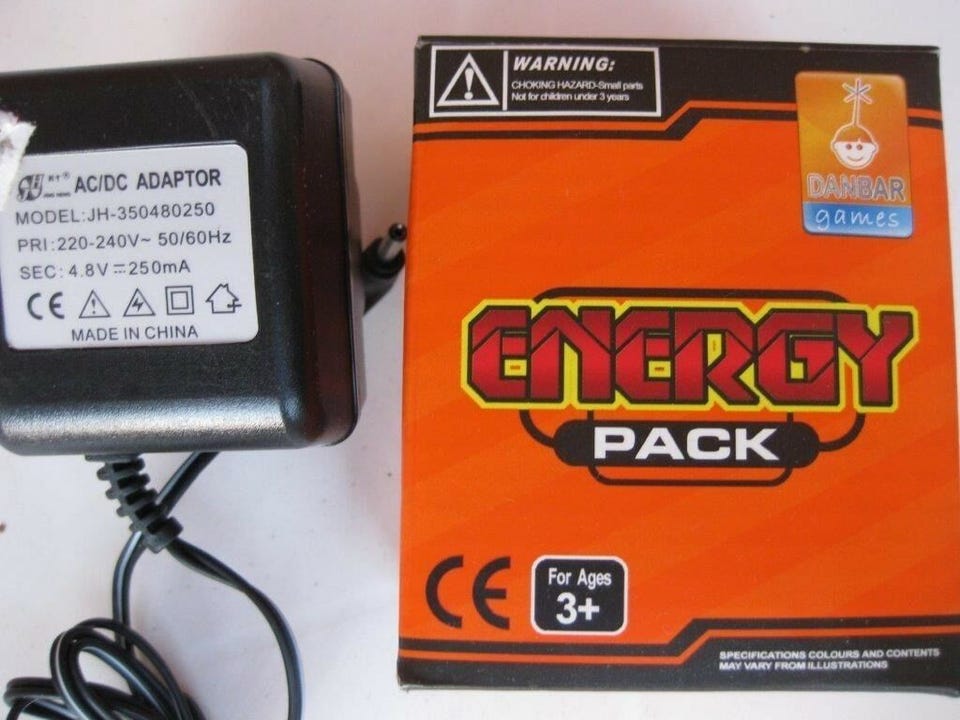 KT®
AC/DC ADAPTOR
MODEL:JH-350480250
PRI:220-240V~ 50/60Hz
SEC:4.8V⎓250mA
CE
MADE IN CHINA
WARNING:
CHOKING HAZARD-Small parts
Not for children under 3 years
DANBAR
games
ENERGY
PACK
CE
For Ages
3+
SPECIFICATIONS COLOURS AND CONTENTS
MAY VARY FROM ILLUSTRATIONS